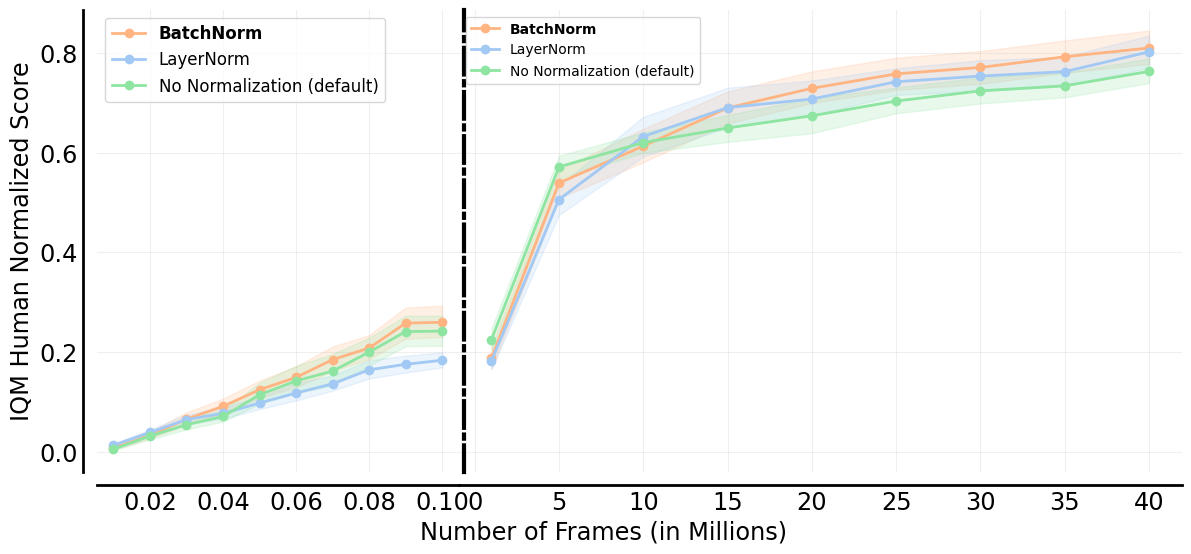 IQM Human Normalized Score
0.8
0.6
0.4
0.2
0.0
BatchNorm
LayerNorm
No Normalization (default)
BatchNorm
LayerNorm
No Normalization (default)
0.02 0.04 0.06 0.08 0.100 0 5 10 15 20 25 30 35 40
Number of Frames (in Millions)